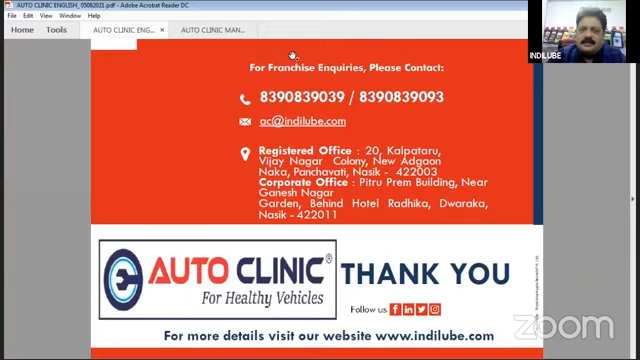 AUTO CLINIC ENGLISH_05082021.pdf - Adobe Acrobat Reader DC
File Edit View Window Help
Home Tools AUTO CLINIC ENG... × AUTO CLINIC MAN...
INDILUBE
For Franchise Enquiries, Please Contact:
8390839039 / 8390839093
ac@indilube.com
Registered Office : 20, Kalpataru,
Vijay Nagar Colony, New Adgaon
Naka, Panchavati, Nasik - 422003
Corporate Office : Pitru Prem Building, Near
Ganesh Nagar
Garden, Behind Hotel Radhika, Dwaraka,
Nasik - 422011
AUTO CLINIC®
For Healthy Vehicles
THANK YOU
Follow us
For more details visit our website www.indilube.com
zoom